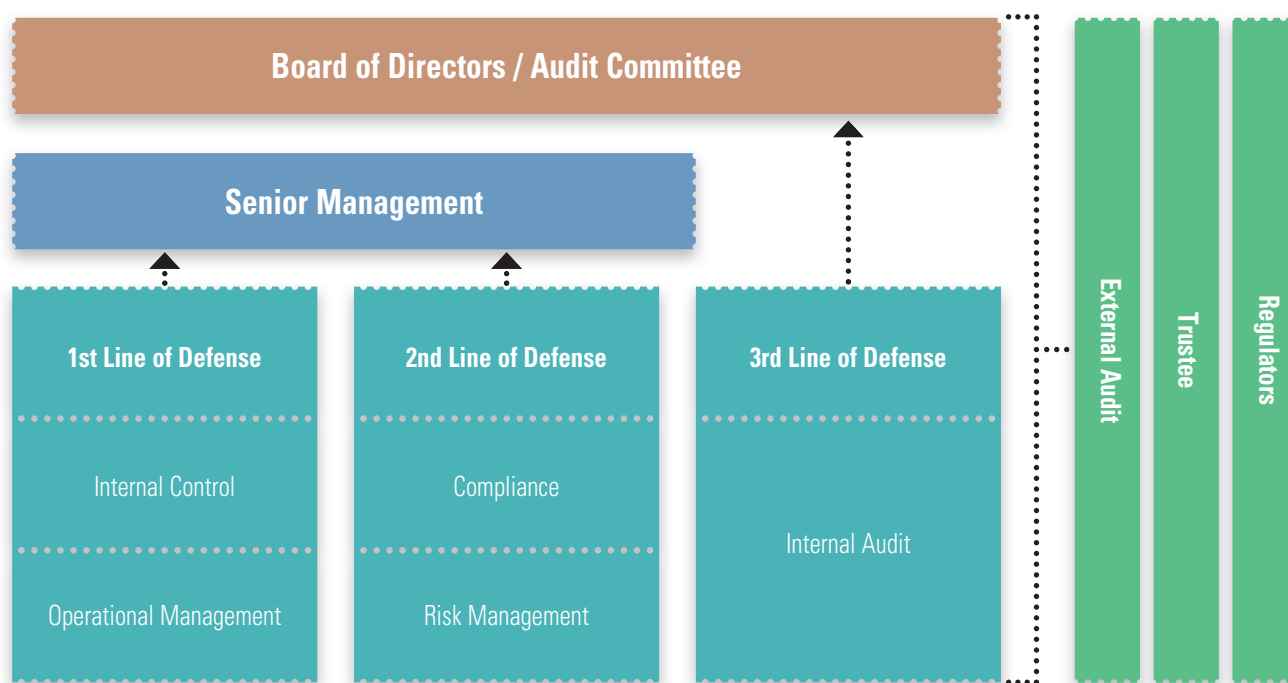 Board of Directors / Audit Committee
Senior Management
1st Line of Defense
Internal Control
Operational Management
2nd Line of Defense
Compliance
Risk Management
3rd Line of Defense
Internal Audit
External Audit
Trustee
Regulators